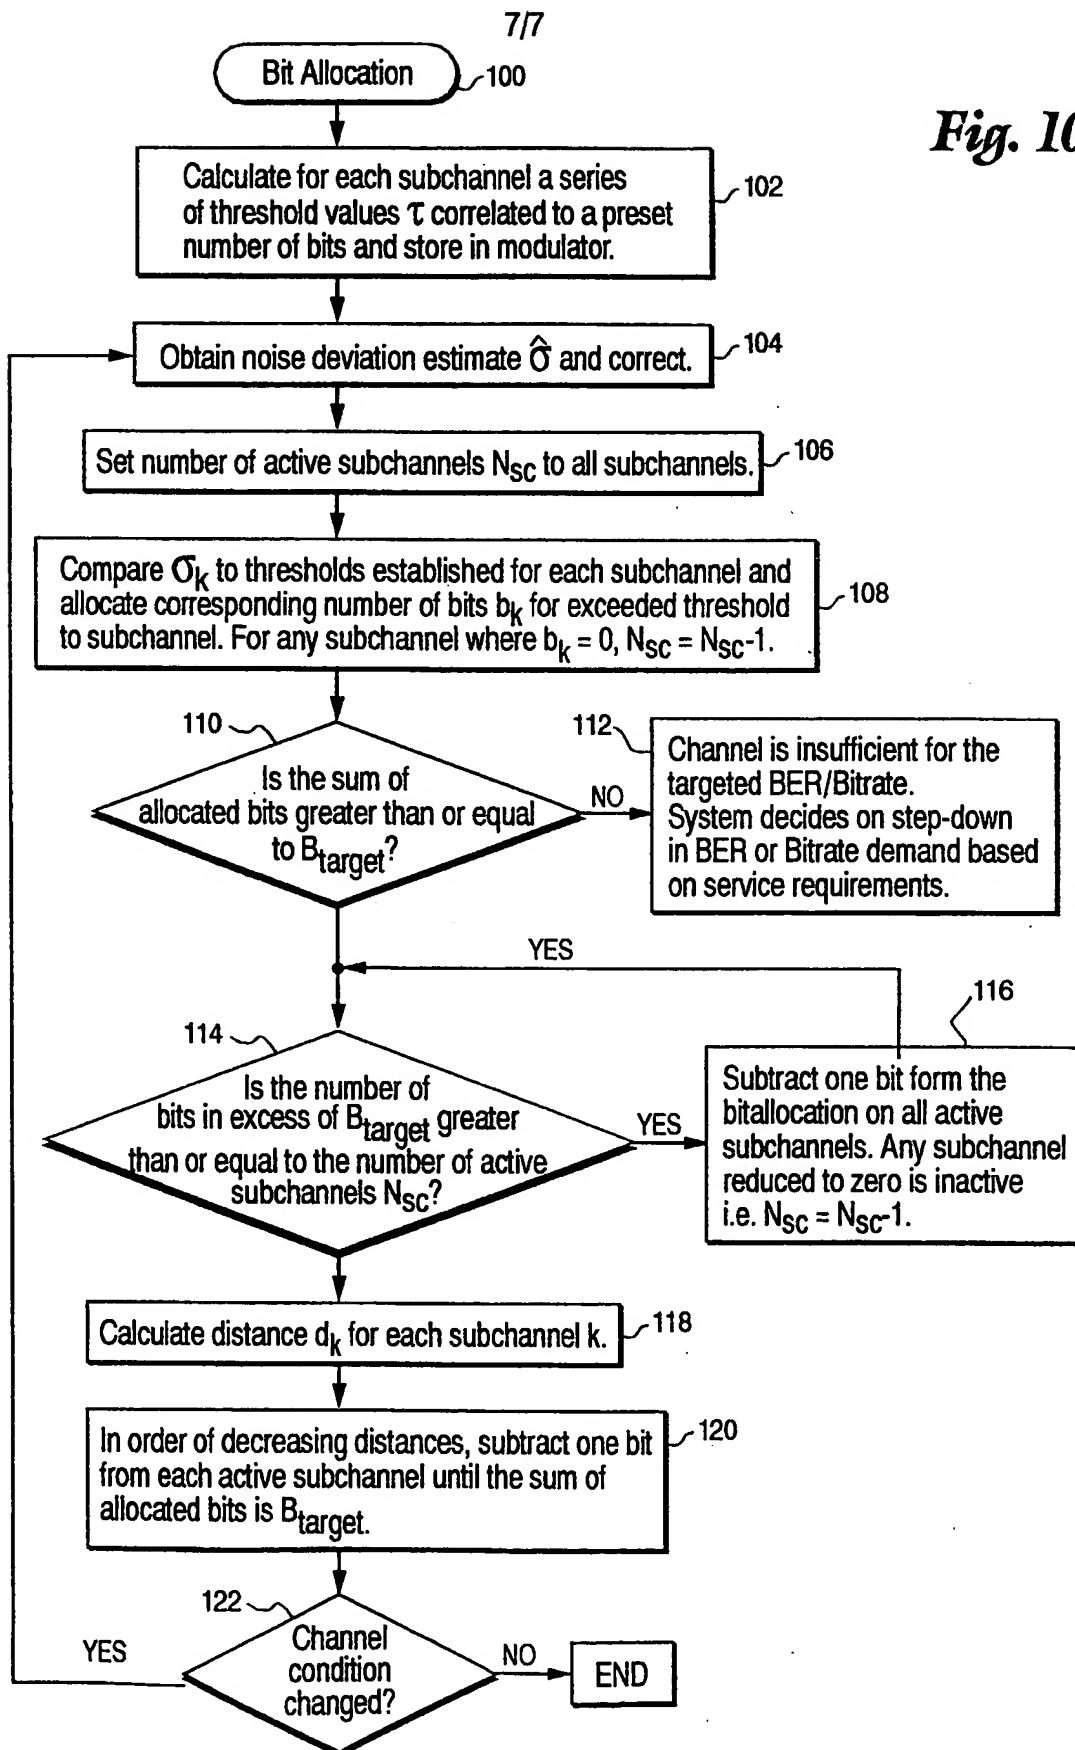 7/7
Bit Allocation
100
Fig. 10
Calculate for each subchannel a series
of threshold values τ correlated to a preset
number of bits and store in modulator.
102
Obtain noise deviation estimate σ̂ and correct.
104
Set number of active subchannels NSC to all subchannels.
106
Compare σk to thresholds established for each subchannel and
allocate corresponding number of bits bk for exceeded threshold
to subchannel. For any subchannel where bk = 0, NSC = NSC-1.
108
110
Is the sum of
allocated bits greater than or equal
to Btarget?
NO
112
Channel is insufficient for the
targeted BER/Bitrate.
System decides on step-down
in BER or Bitrate demand based
on service requirements.
YES
114
Is the number of
bits in excess of Btarget greater
than or equal to the number of active
subchannels NSC?
YES
116
Subtract one bit form the
bitallocation on all active
subchannels. Any subchannel
reduced to zero is inactive
i.e. NSC = NSC-1.
Calculate distance dk for each subchannel k.
118
In order of decreasing distances, subtract one bit
from each active subchannel until the sum of
allocated bits is Btarget.
120
122
YES
Channel
condition
changed?
NO
END